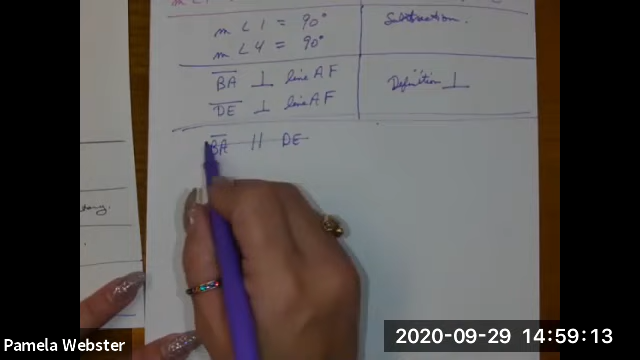 m∠1 = 90°
m∠4 = 90°
Subtraction.
BA ⊥ line AF
DE ⊥ line AF
Definition ⊥
BA // DE
Pamela Webster
2020-09-29 14:59:13